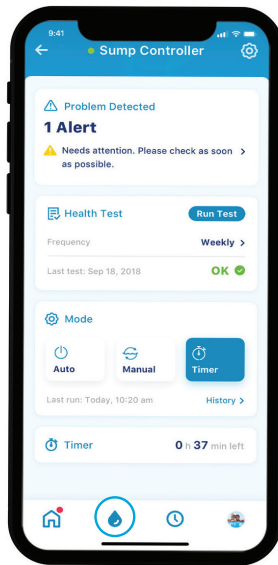 9:41
Sump Controller
Problem Detected
1 Alert
Needs attention. Please check as soon
as possible.
Health Test
Run Test
Frequency
Weekly
Last test: Sep 18, 2018
OK
Mode
Auto
Manual
Timer
Last run: Today, 10:20 am
History
Timer
0 h 37 min left